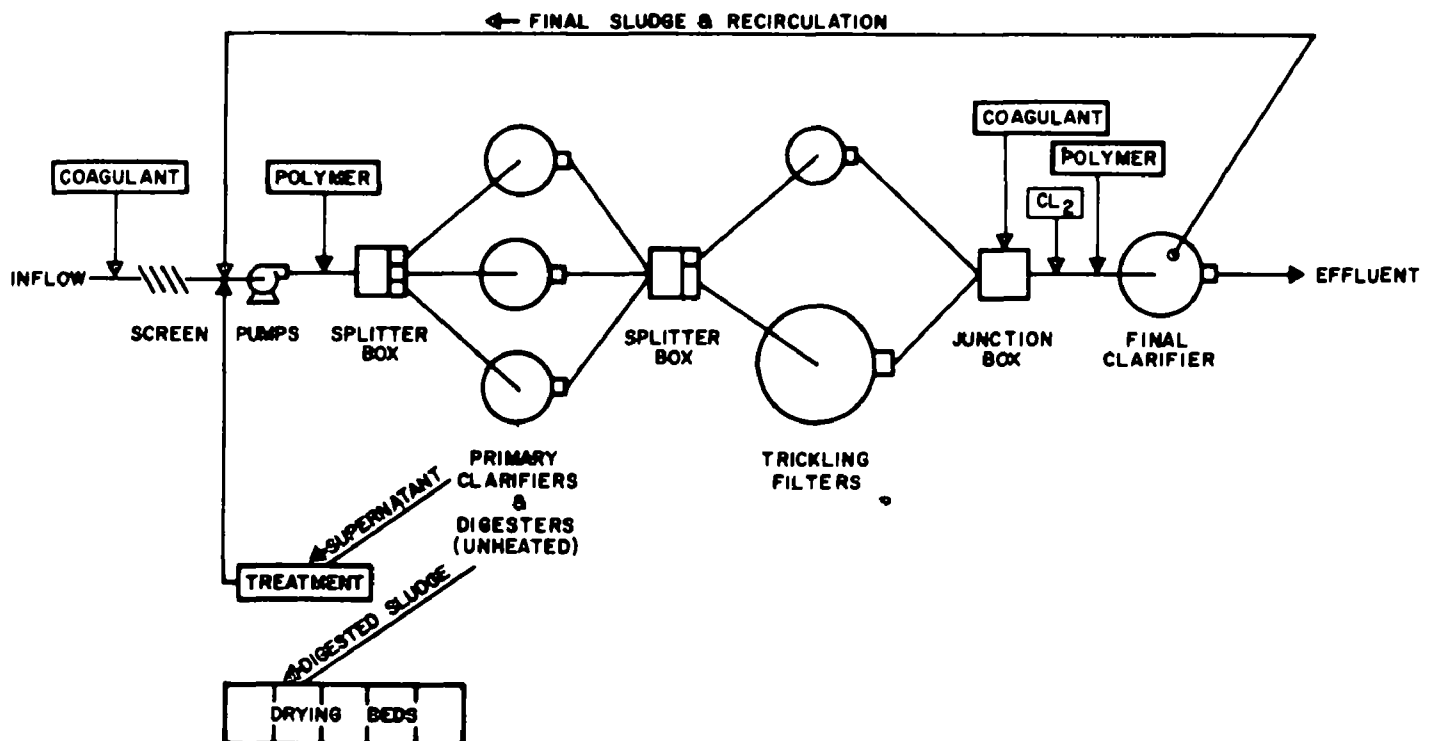 FINAL SLUDGE & RECIRCULATION
COAGULANT
POLYMER
COAGULANT
POLYMER
CL2
INFLOW
EFFLUENT
SCREEN
PUMPS
SPLITTER
BOX
SPLITTER
BOX
JUNCTION
BOX
FINAL
CLARIFIER
PRIMARY
CLARIFIERS
&
DIGESTERS
(UNHEATED)
TRICKLING
FILTERS
SUPERNATANT
TREATMENT
DIGESTED SLUDGE
DRYING BEDS